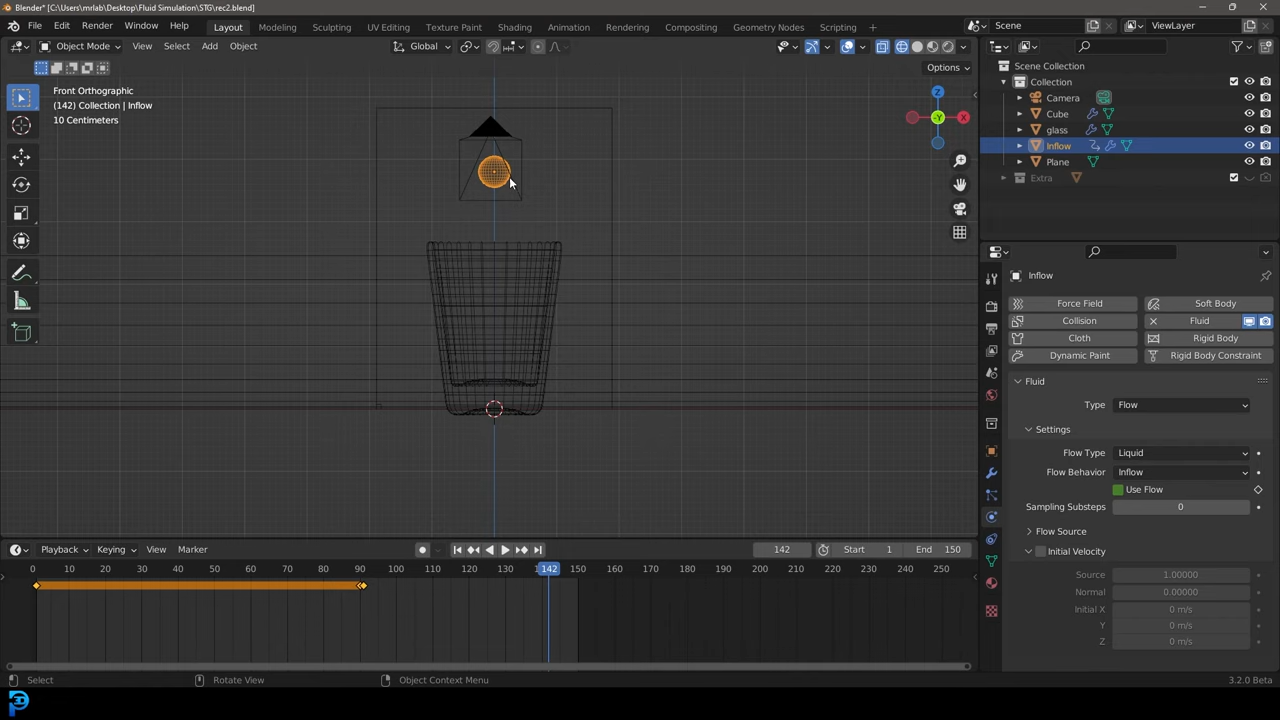 Blender* [C:\Users\mrlab\Desktop\Fluid Simulation\STG\rec2.blend]
File Edit Render Window Help Layout Modeling Sculpting UV Editing Texture Paint Shading Animation Rendering Compositing Geometry Nodes Scripting Scene ViewLayer
Object Mode View Select Add Object Global
Options
Front Orthographic
(142) Collection | Inflow
10 Centimeters
Z
X
-Y
Scene Collection
Collection
Camera
Cube
glass
Inflow
Plane
Extra
Inflow
Force Field Soft Body
Collision Fluid
Cloth Rigid Body
Dynamic Paint Rigid Body Constraint
Fluid
Type Flow
Settings
Flow Type Liquid
Flow Behavior Inflow
Use Flow
Sampling Substeps 0
Flow Source
Initial Velocity
Source 1.00000
Normal 0.00000
Initial X 0 m/s
Y 0 m/s
Z 0 m/s
Playback Keying View Marker 142 Start 1 End 150
0 10 20 30 40 50 60 70 80 90 100 110 120 130 142 150 160 170 180 190 200 210 220 230 240 250
Select Rotate View Object Context Menu 3.2.0 Beta